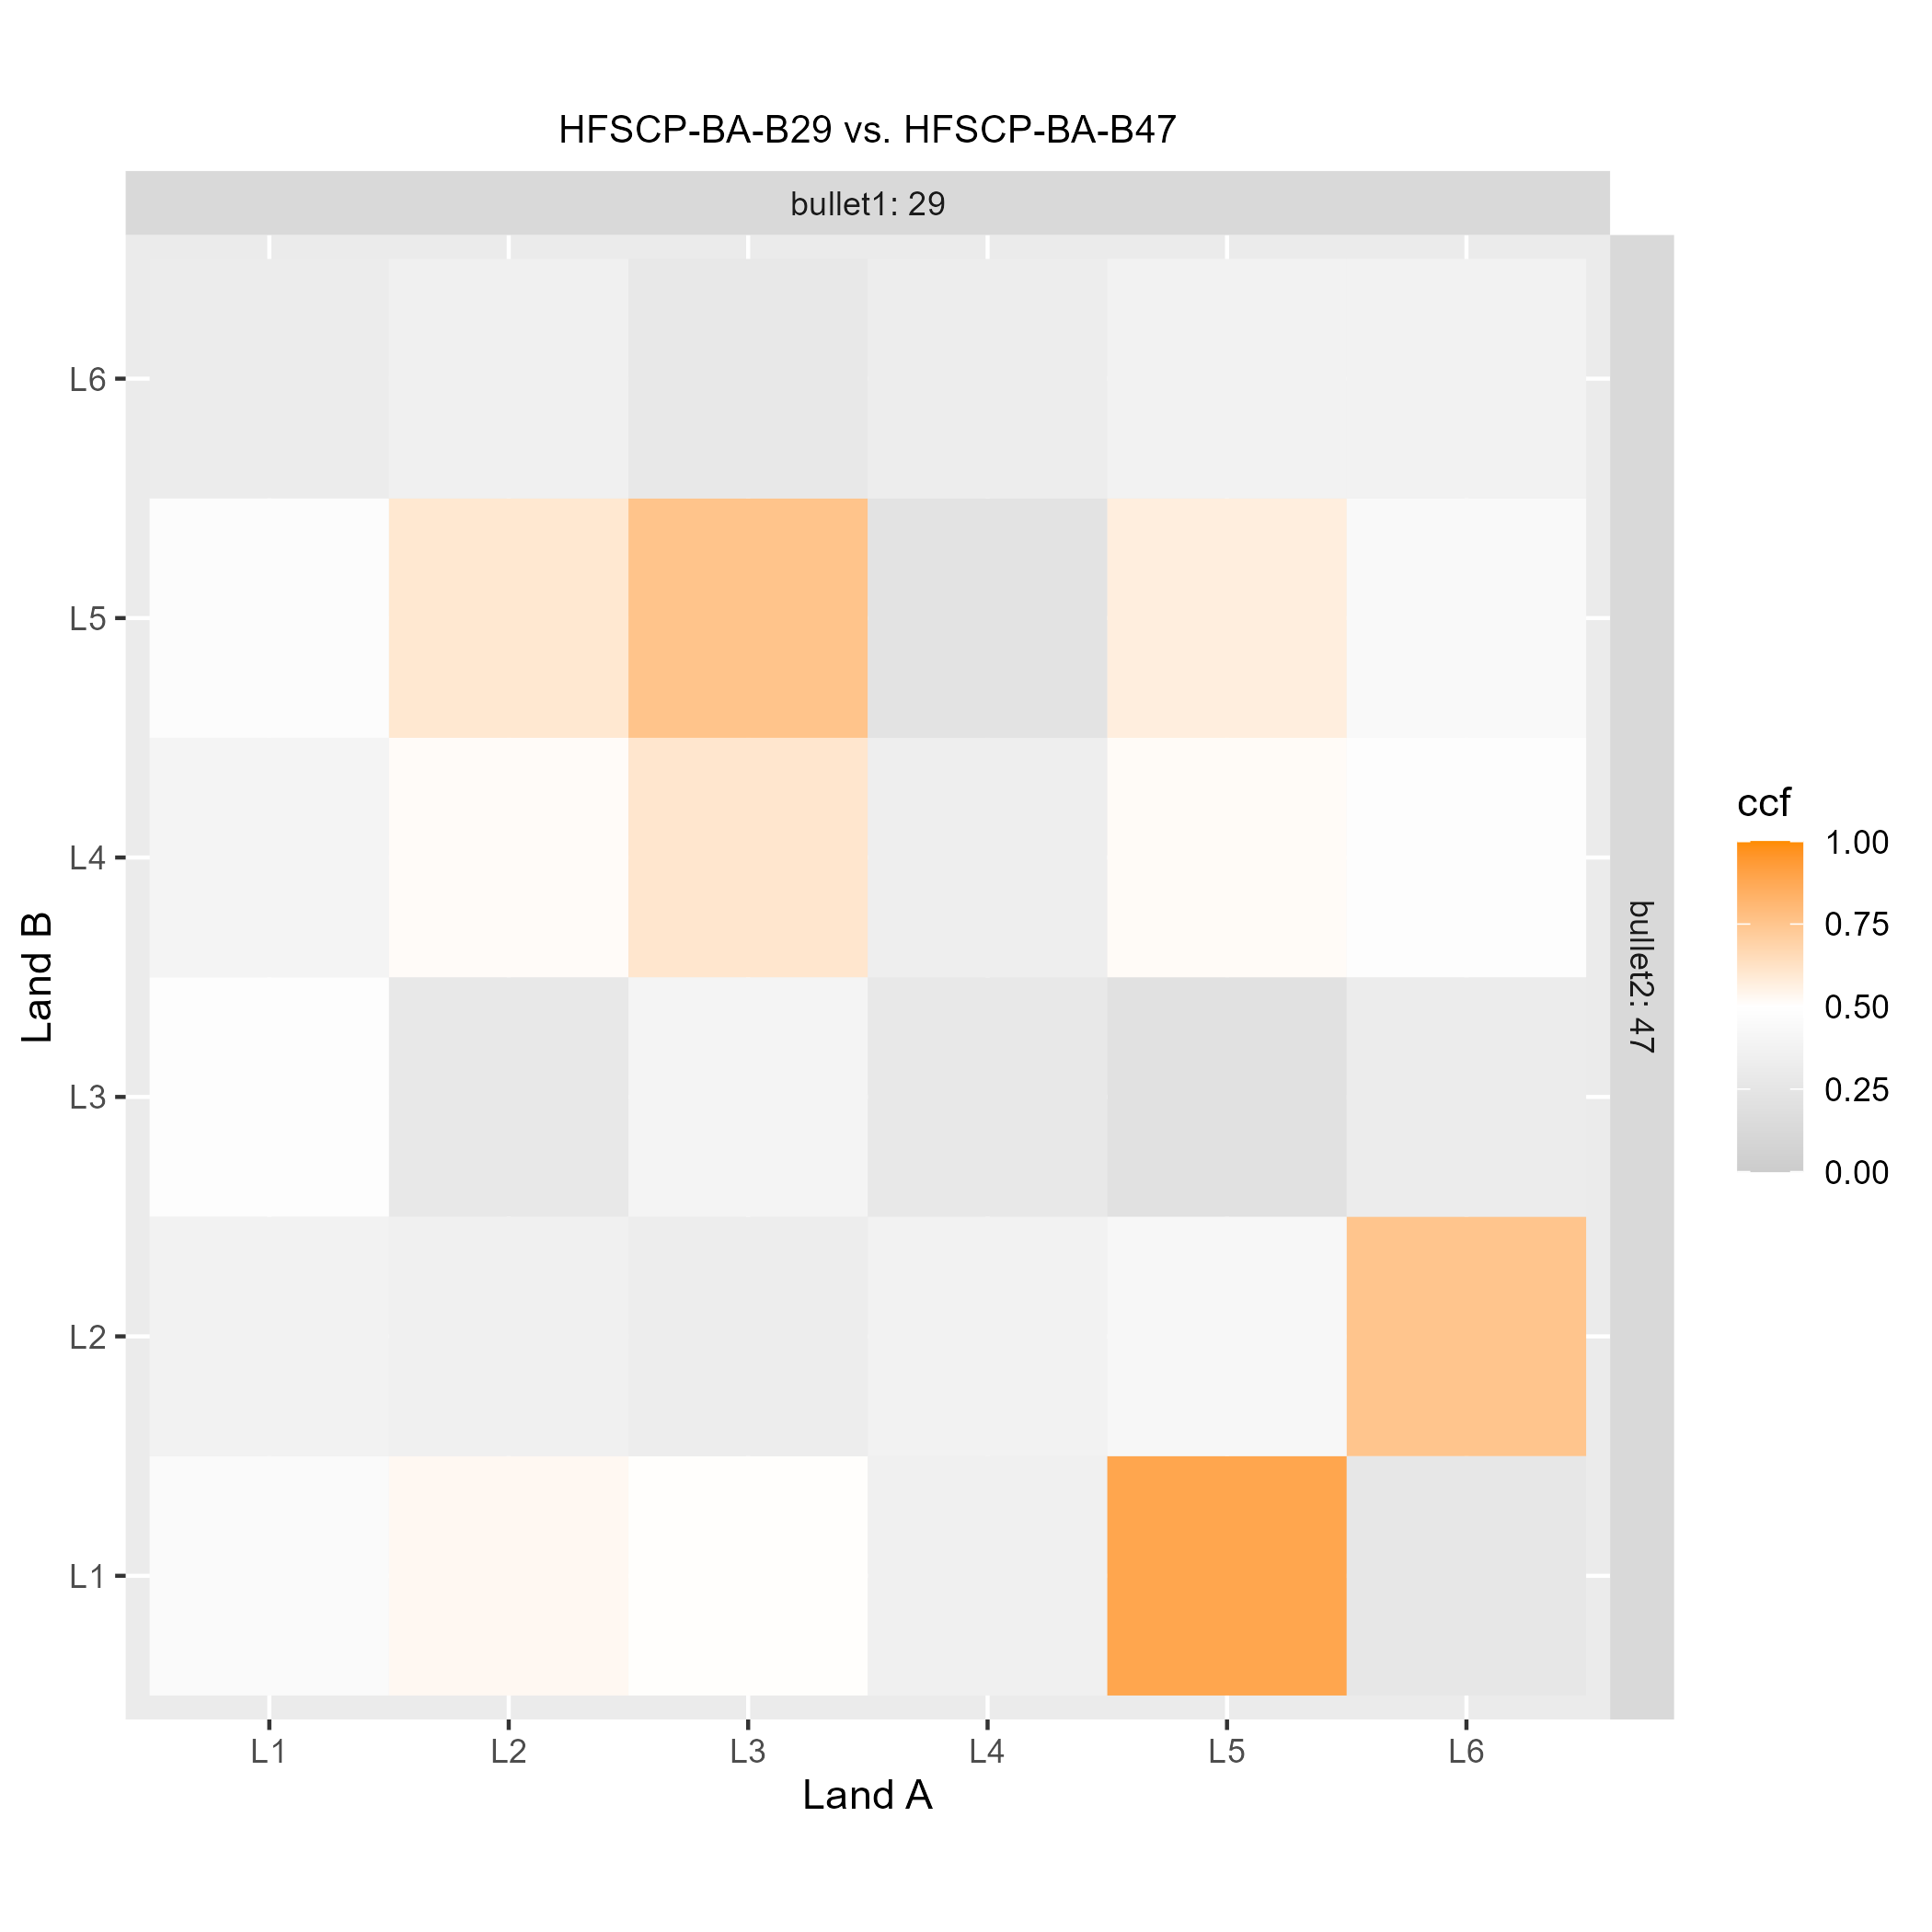 HFSCP-BA-B29 vs. HFSCP-BA-B47
bullet1: 29
L6
L5
L4
L3
L2
L1
Land B
L1 L2 L3 L4 L5 L6
Land A
bullet2: 47
ccf
1.00
0.75
0.50
0.25
0.00